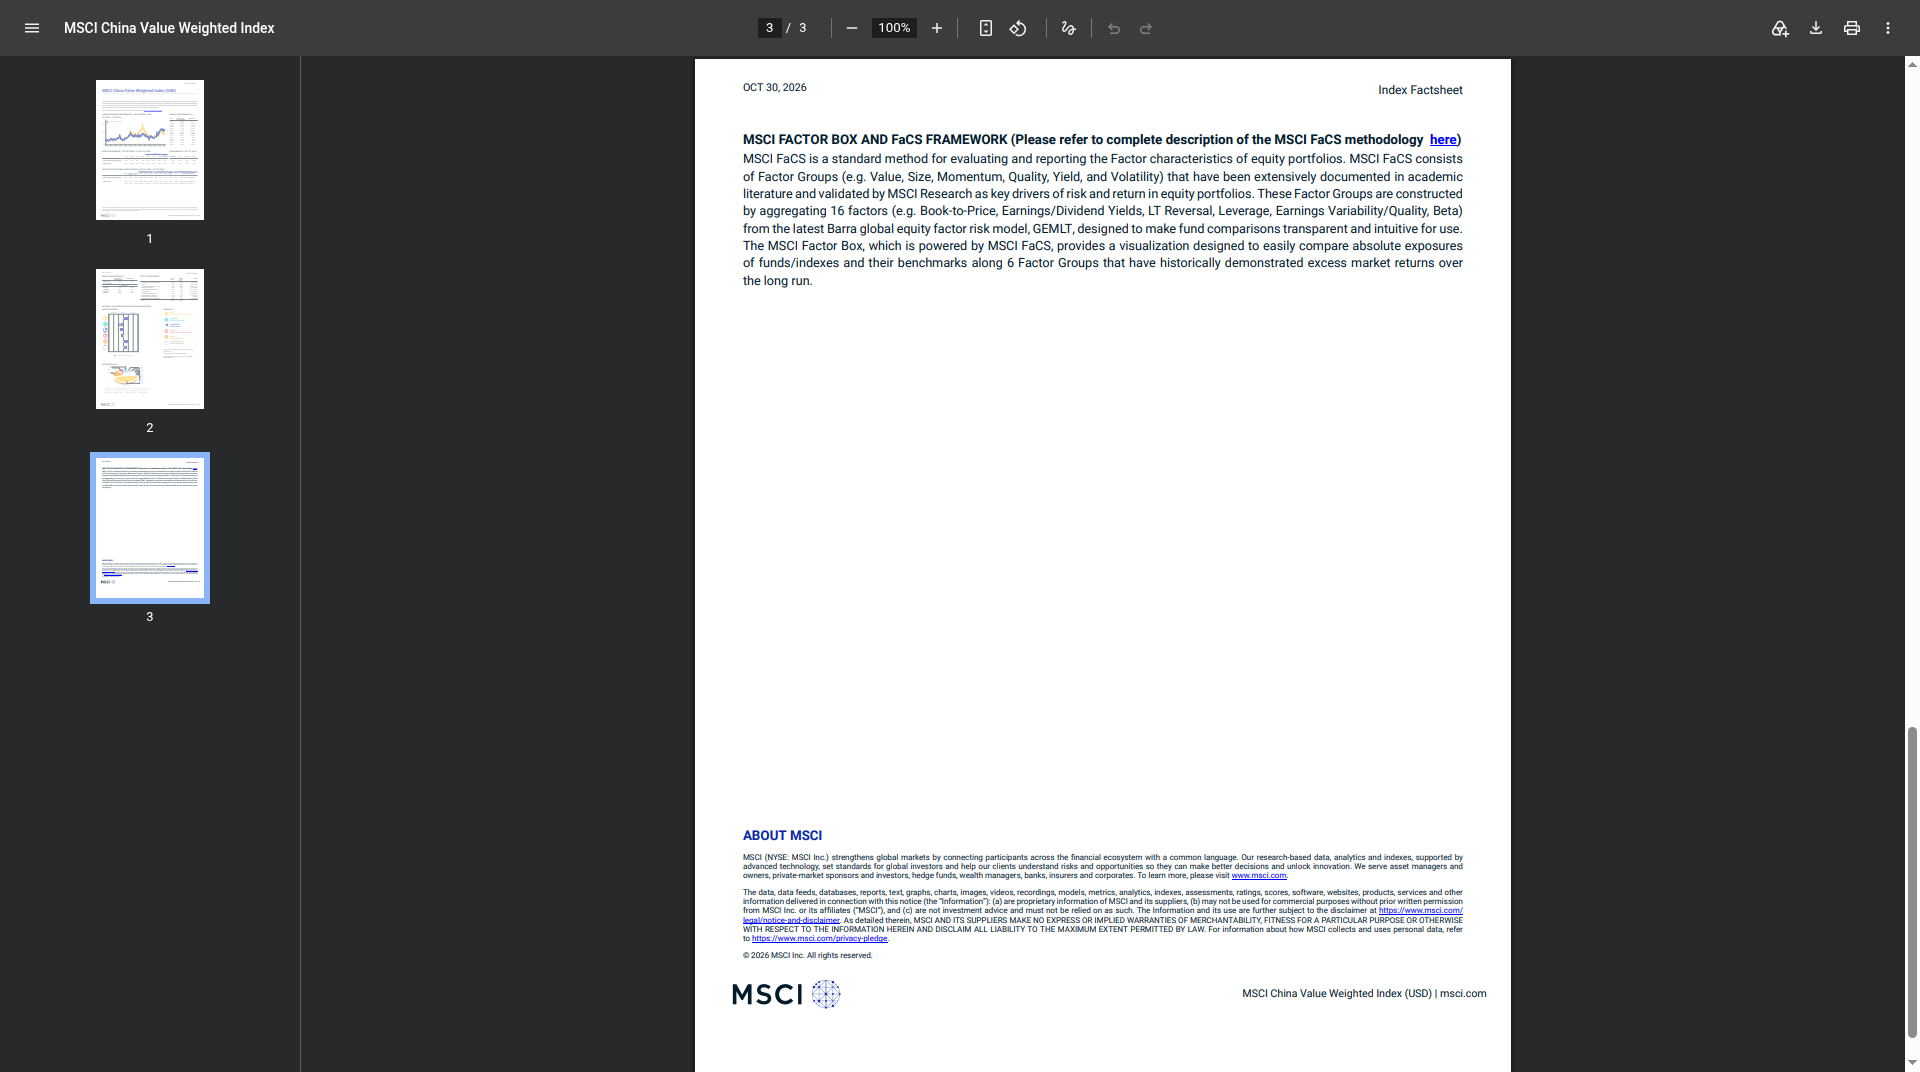 MSCI China Value Weighted Index
3 / 3
100%
1
2
3
OCT 30, 2026
Index Factsheet
MSCI FACTOR BOX AND FaCS FRAMEWORK (Please refer to complete description of the MSCI FaCS methodology here)
MSCI FaCS is a standard method for evaluating and reporting the Factor characteristics of equity portfolios. MSCI FaCS consists
of Factor Groups (e.g. Value, Size, Momentum, Quality, Yield, and Volatility) that have been extensively documented in academic
literature and validated by MSCI Research as key drivers of risk and return in equity portfolios. These Factor Groups are constructed
by aggregating 16 factors (e.g. Book-to-Price, Earnings/Dividend Yields, LT Reversal, Leverage, Earnings Variability/Quality, Beta)
from the latest Barra global equity factor risk model, GEMLT, designed to make fund comparisons transparent and intuitive for use.
The MSCI Factor Box, which is powered by MSCI FaCS, provides a visualization designed to easily compare absolute exposures
of funds/indexes and their benchmarks along 6 Factor Groups that have historically demonstrated excess market returns over
the long run.
ABOUT MSCI
MSCI (NYSE: MSCI Inc.) strengthens global markets by connecting participants across the financial ecosystem with a common language. Our research-based data, analytics and indexes, supported by
advanced technology, set standards for global investors and help our clients understand risks and opportunities so they can make better decisions and unlock innovation. We serve asset managers and
owners, private-market sponsors and investors, hedge funds, wealth managers, banks, insurers and corporates. To learn more, please visit www.msci.com.
The data, data feeds, databases, reports, text, graphs, charts, images, videos, recordings, models, metrics, analytics, indexes, assessments, ratings, scores, software, websites, products, services and other
information delivered in connection with this notice (the "Information"): (a) are proprietary information of MSCI and its suppliers, (b) may not be used for commercial purposes without prior written permission
from MSCI Inc. or its affiliates ("MSCI"), and (c) are not investment advice and must not be relied on as such. The Information and its use are further subject to the disclaimer at https://www.msci.com/
legal/notice-and-disclaimer. As detailed therein, MSCI AND ITS SUPPLIERS MAKE NO EXPRESS OR IMPLIED WARRANTIES OF MERCHANTABILITY, FITNESS FOR A PARTICULAR PURPOSE OR OTHERWISE
WITH RESPECT TO THE INFORMATION HEREIN AND DISCLAIM ALL LIABILITY TO THE MAXIMUM EXTENT PERMITTED BY LAW. For information about how MSCI collects and uses personal data, refer
to https://www.msci.com/privacy-pledge.
© 2026 MSCI Inc. All rights reserved.
MSCI
MSCI China Value Weighted Index (USD) | msci.com